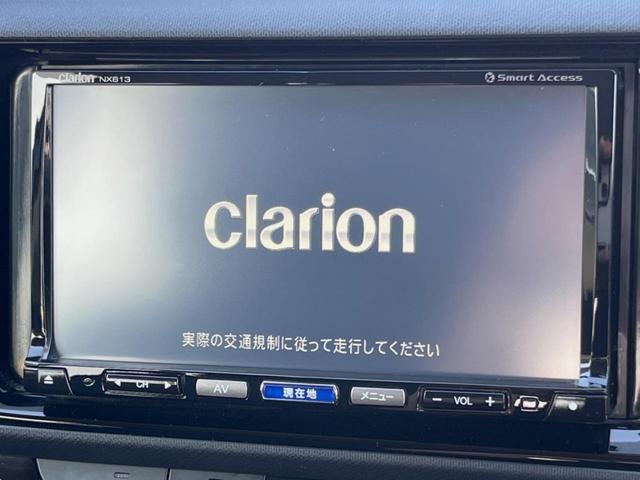 clarion NX613
Smart Access
clarion
実際の交通規制に従って走行してください
CH
AV
現在地
メニュー
− VOL +